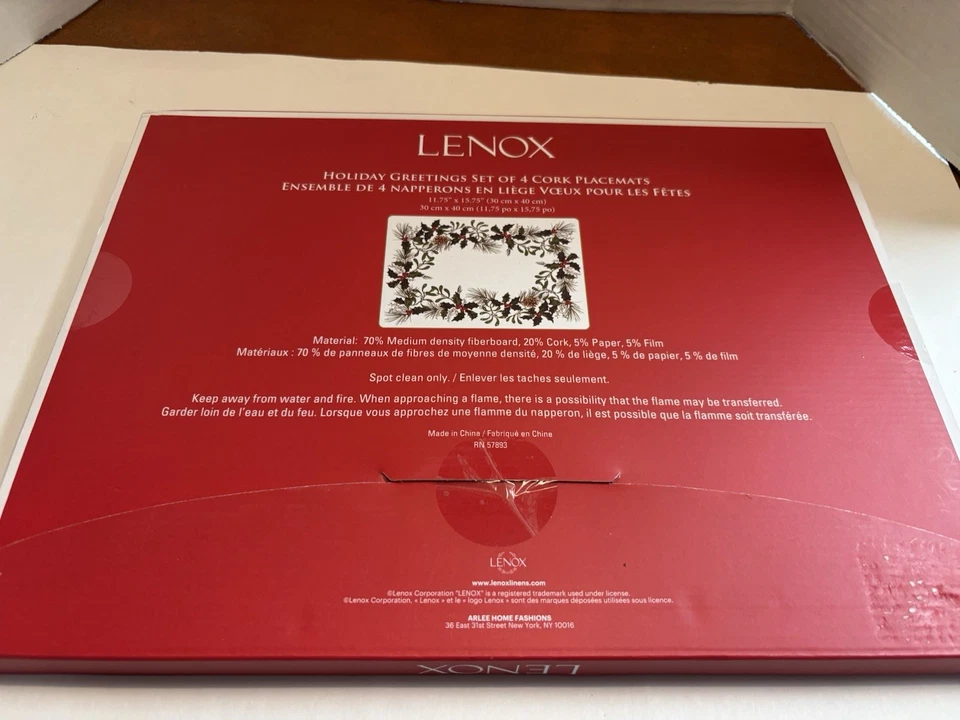 LENOX
HOLIDAY GREETINGS SET OF 4 CORK PLACEMATS
ENSEMBLE DE 4 NAPPERONS EN LIÈGE VŒUX POUR LES FÊTES
11.75" x 15.75" (30 cm x 40 cm)
30 cm x 40 cm (11,75 po x 15,75 po)
Material: 70% Medium density fiberboard, 20% Cork, 5% Paper, 5% Film
Matériaux : 70 % de panneaux de fibres de moyenne densité, 20 % de liège, 5 % de papier, 5 % de film
Spot clean only. / Enlever les taches seulement.
Keep away from water and fire. When approaching a flame, there is a possibility that the flame may be transferred.
Garder loin de l'eau et du feu. Lorsque vous approchez une flamme du napperon, il est possible que la flamme soit transférée.
Made in China / Fabriqué en Chine
RN 57893
LENOX
www.lenoxlinens.com
©Lenox Corporation "LENOX" is a registered trademark used under license.
©Lenox Corporation, « Lenox » et le « logo Lenox » sont des marques déposées utilisées sous licence.
ARLEE HOME FASHIONS
36 East 31st Street New York, NY 10016
LENOX